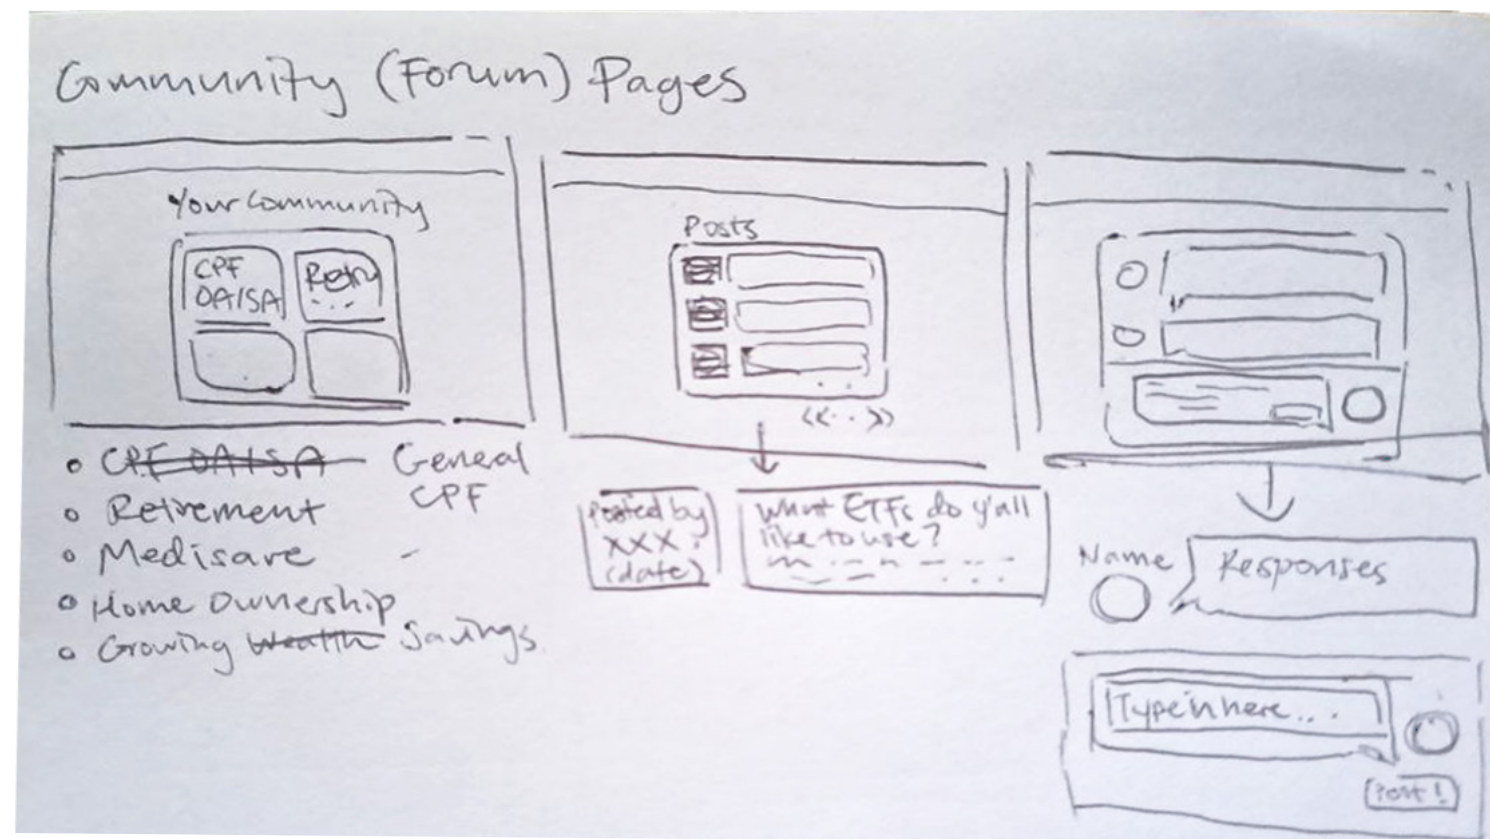 Community (Forum) Pages
Your Community
CPF
OA/SA
Retr
Posts
<< . . >>
CPF OA/SA General
CPF
Retirement
Medisave
Home Ownership
Growing Wealth Savings
Posted by
XXX
(date)
What ETFs do y'all
like to use?
Name
Responses
Type in here...
Post!